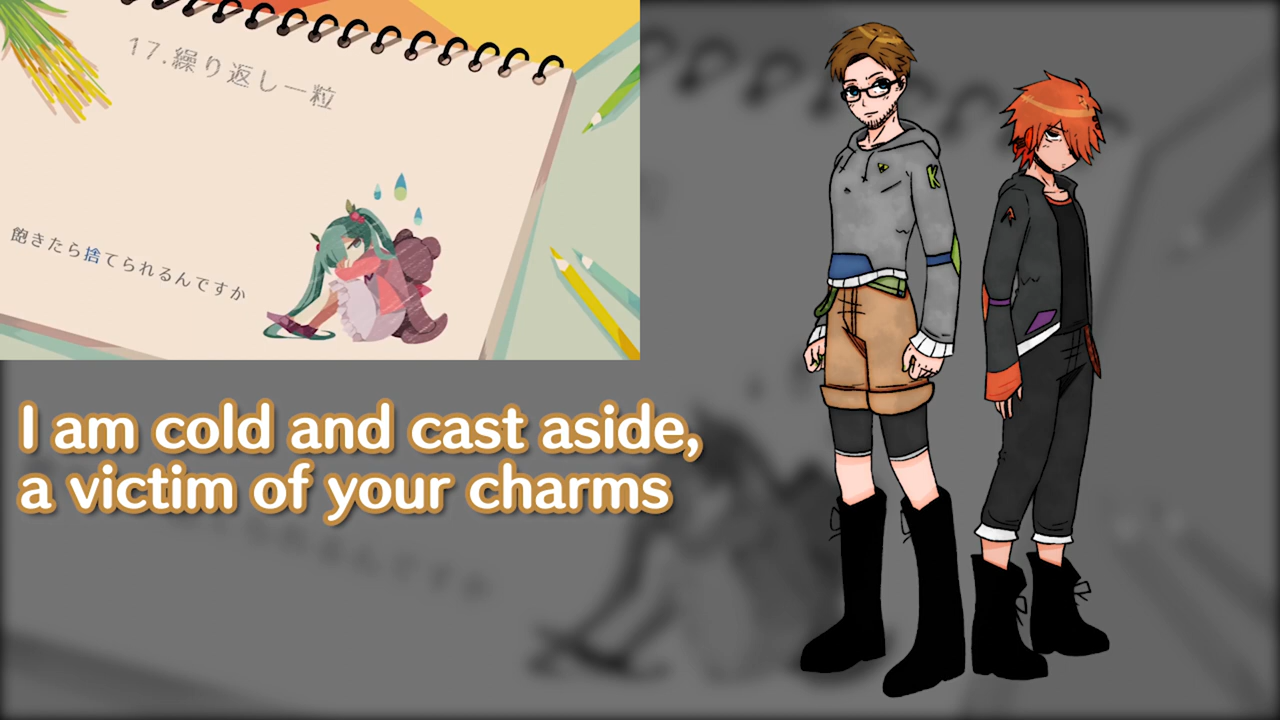 17.繰り返し一粒
飽きたら捨てられるんですか
I am cold and cast aside,
a victim of your charms
K